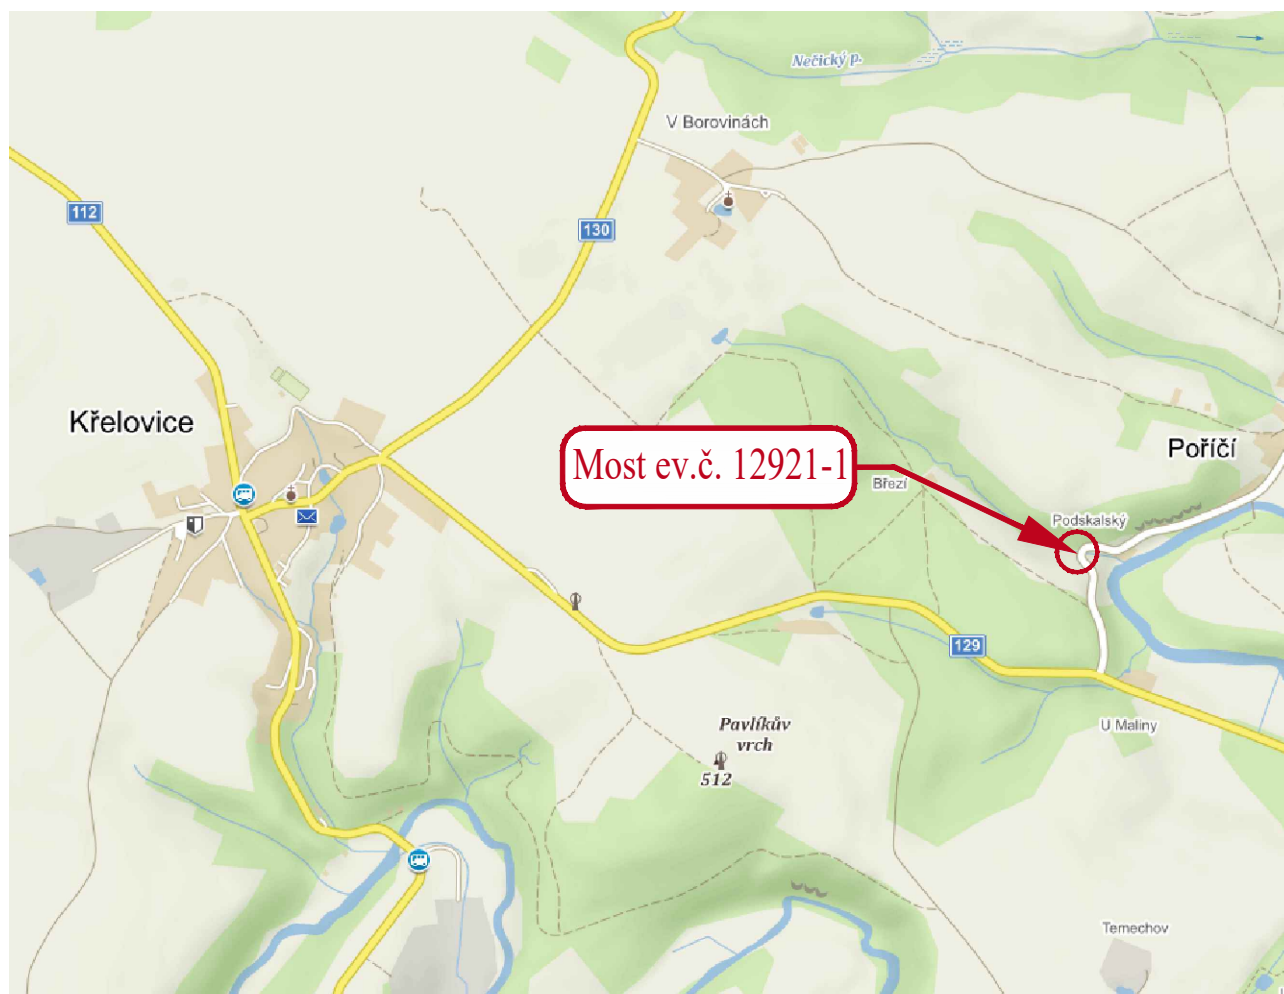 Nečický p.
V Borovinách
112
130
Křelovice
Most ev.č. 12921-1
Poříčí
Březí
Podskalský
129
Pavlíkův
vrch
512
U Maliny
Temechov